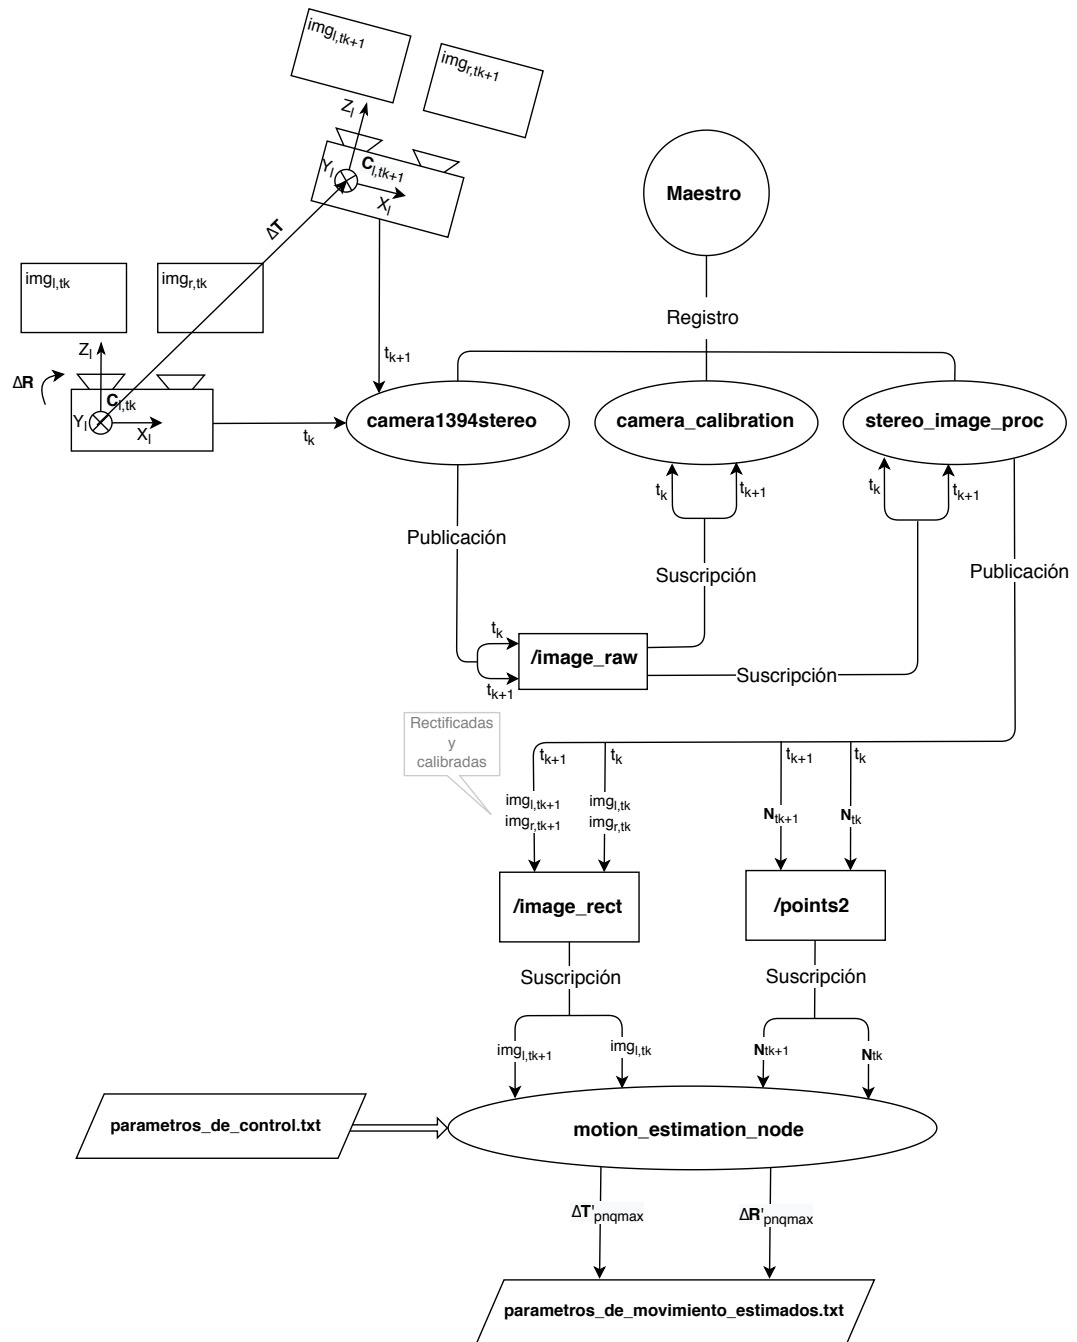 img_l,tk+1
img_r,tk+1
Z_l
Y_l
C_l,tk+1
X_l
ΔT
Maestro
Registro
img_l,tk
img_r,tk
Z_l
ΔR
C_l,tk
Y_l
X_l
t_k
t_k+1
camera1394stereo
camera_calibration
stereo_image_proc
t_k
t_k+1
t_k
t_k+1
Publicación
Suscripción
Publicación
t_k
/image_raw
t_k+1
Suscripción
Rectificadas
y
calibradas
t_k+1
t_k
t_k+1
t_k
img_l,tk+1
img_r,tk+1
img_l,tk
img_r,tk
N_tk+1
N_tk
/image_rect
/points2
Suscripción
Suscripción
img_l,tk+1
img_l,tk
N_tk+1
N_tk
parametros_de_control.txt
motion_estimation_node
ΔT'_pnqmax
ΔR'_pnqmax
parametros_de_movimiento_estimados.txt